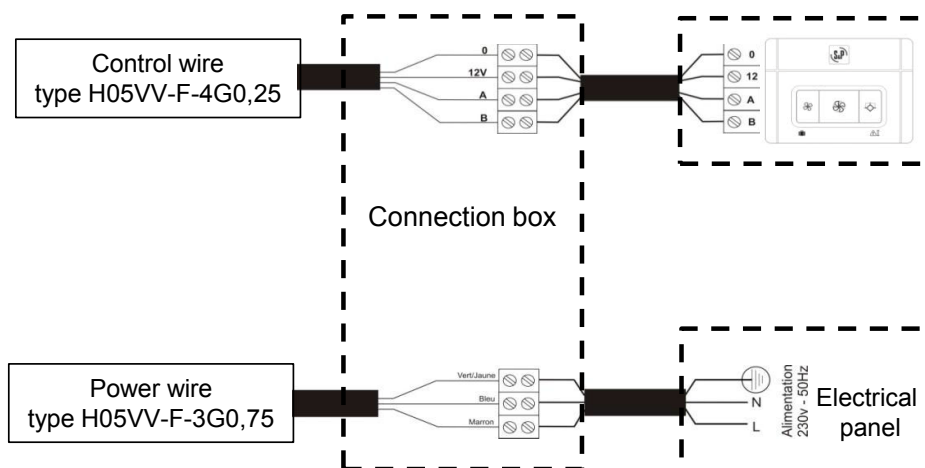 Control wire
type H05VV-F-4G0,25
0
12V
A
B
0
12
A
B
S&P
Connection box
Power wire
type H05VV-F-3G0,75
Vert/Jaune
Bleu
Marron
N
L
Alimentation
230v - 50Hz
Electrical
panel